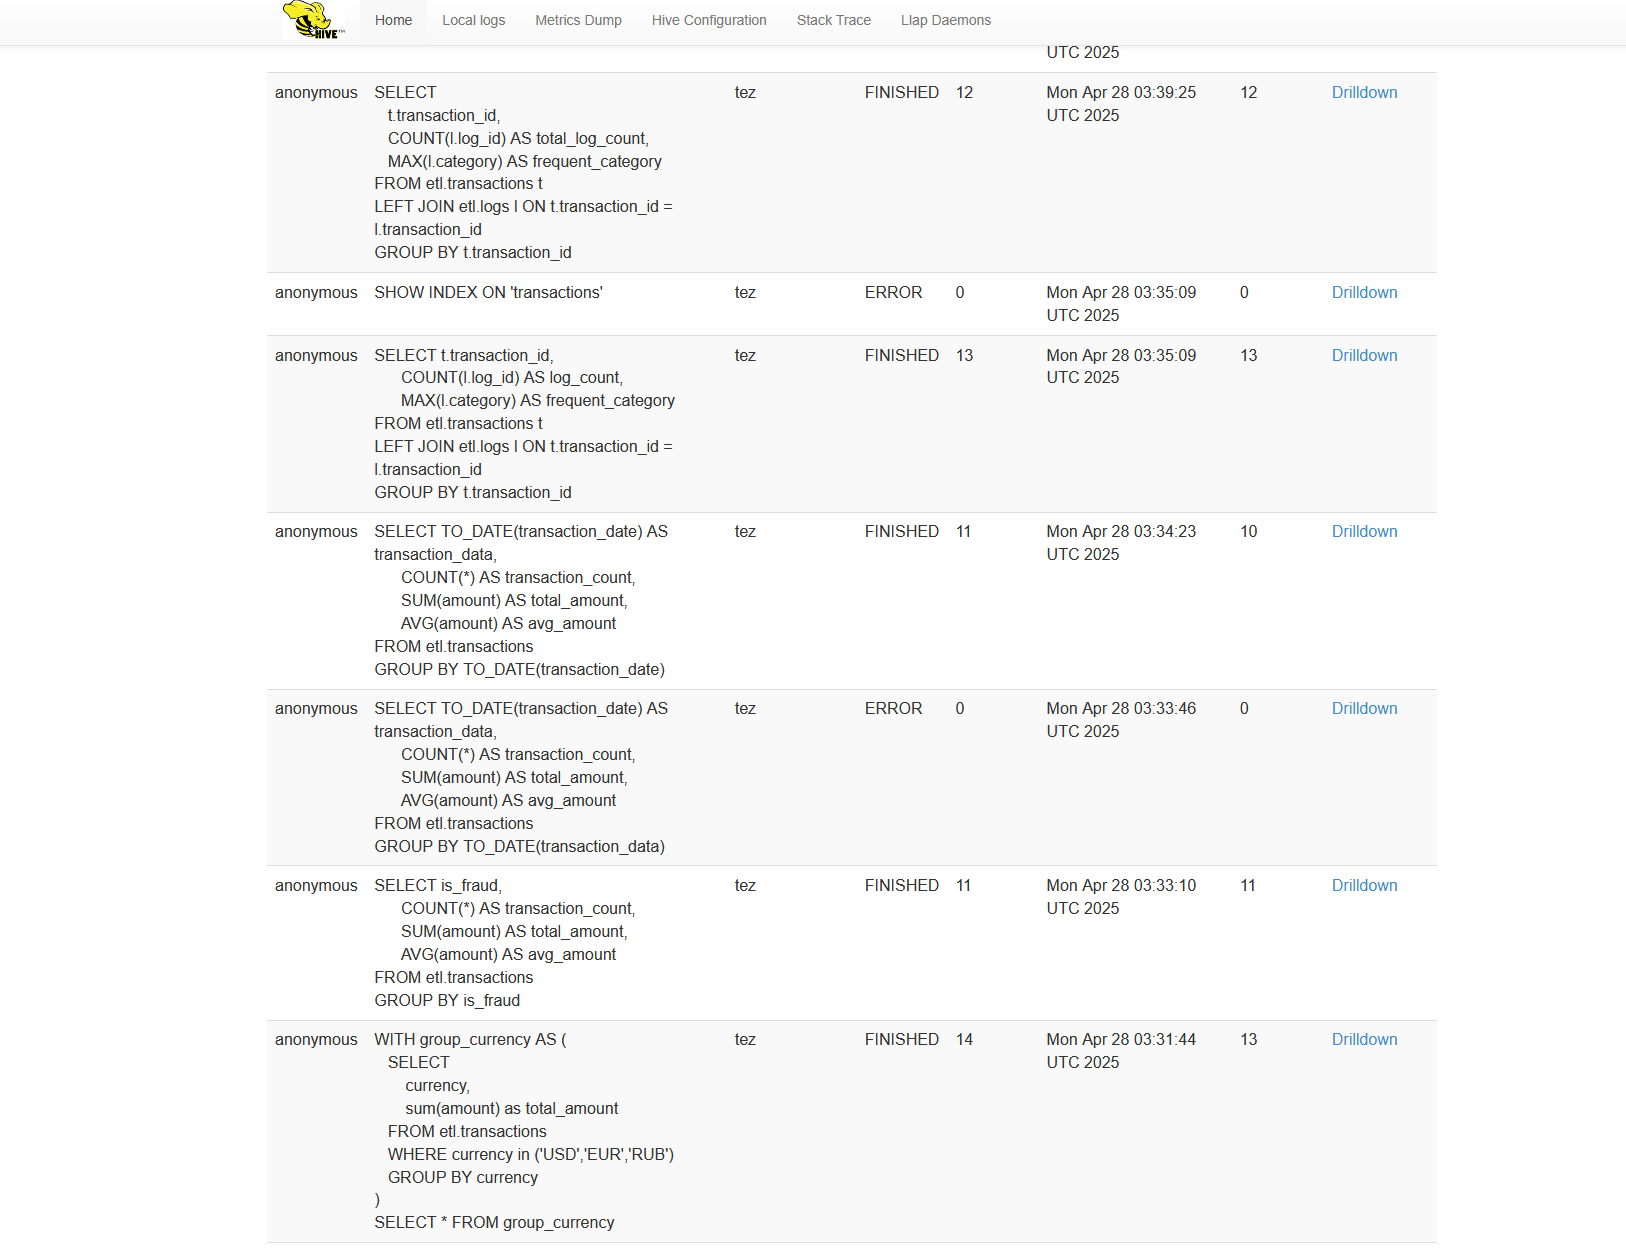 HIVE™
Home Local logs Metrics Dump Hive Configuration Stack Trace Llap Daemons
UTC 2025
anonymous SELECT tez FINISHED 12 Mon Apr 28 03:39:25 12 Drilldown
t.transaction_id, UTC 2025
COUNT(l.log_id) AS total_log_count,
MAX(l.category) AS frequent_category
FROM etl.transactions t
LEFT JOIN etl.logs l ON t.transaction_id =
l.transaction_id
GROUP BY t.transaction_id
anonymous SHOW INDEX ON 'transactions' tez ERROR 0 Mon Apr 28 03:35:09 0 Drilldown
UTC 2025
anonymous SELECT t.transaction_id, tez FINISHED 13 Mon Apr 28 03:35:09 13 Drilldown
COUNT(l.log_id) AS log_count, UTC 2025
MAX(l.category) AS frequent_category
FROM etl.transactions t
LEFT JOIN etl.logs l ON t.transaction_id =
l.transaction_id
GROUP BY t.transaction_id
anonymous SELECT TO_DATE(transaction_date) AS tez FINISHED 11 Mon Apr 28 03:34:23 10 Drilldown
transaction_data, UTC 2025
COUNT(*) AS transaction_count,
SUM(amount) AS total_amount,
AVG(amount) AS avg_amount
FROM etl.transactions
GROUP BY TO_DATE(transaction_date)
anonymous SELECT TO_DATE(transaction_date) AS tez ERROR 0 Mon Apr 28 03:33:46 0 Drilldown
transaction_data, UTC 2025
COUNT(*) AS transaction_count,
SUM(amount) AS total_amount,
AVG(amount) AS avg_amount
FROM etl.transactions
GROUP BY TO_DATE(transaction_data)
anonymous SELECT is_fraud, tez FINISHED 11 Mon Apr 28 03:33:10 11 Drilldown
COUNT(*) AS transaction_count, UTC 2025
SUM(amount) AS total_amount,
AVG(amount) AS avg_amount
FROM etl.transactions
GROUP BY is_fraud
anonymous WITH group_currency AS ( tez FINISHED 14 Mon Apr 28 03:31:44 13 Drilldown
SELECT UTC 2025
currency,
sum(amount) as total_amount
FROM etl.transactions
WHERE currency in ('USD','EUR','RUB')
GROUP BY currency
)
SELECT * FROM group_currency